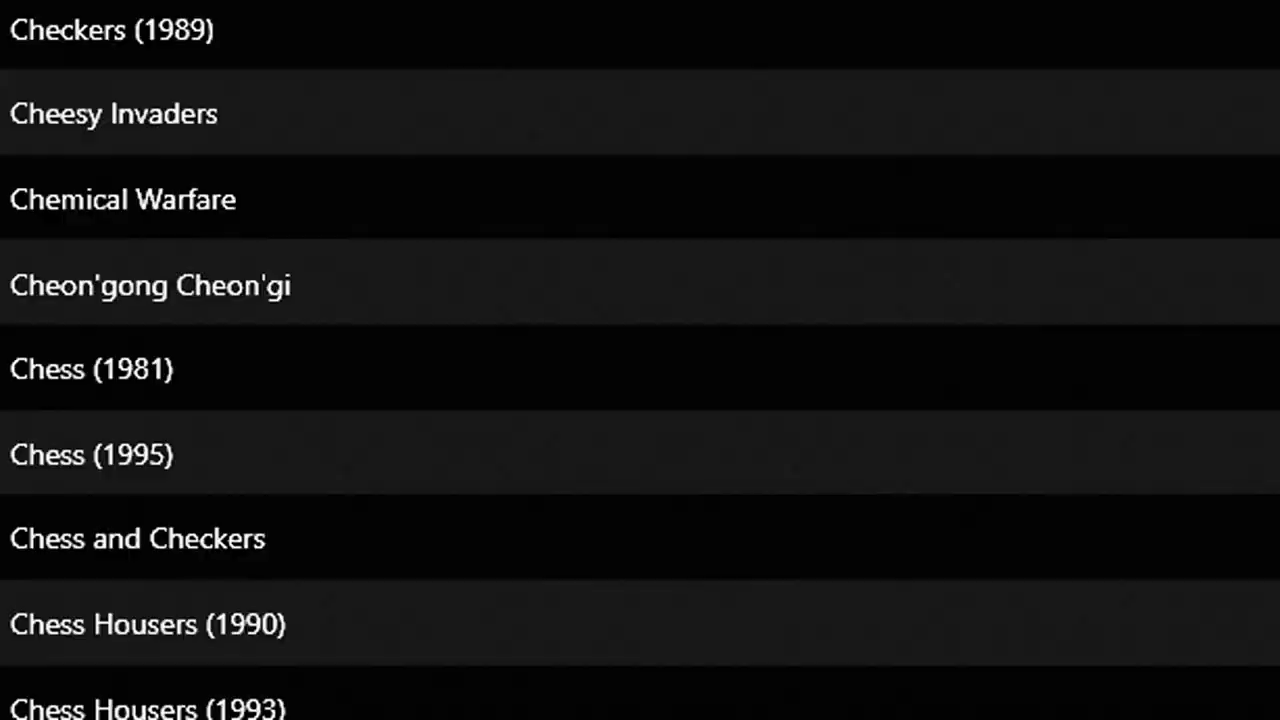 Checkers (1989)
Cheesy Invaders
Chemical Warfare
Cheon'gong Cheon'gi
Chess (1981)
Chess (1995)
Chess and Checkers
Chess Housers (1990)
Chess Housers (1993)